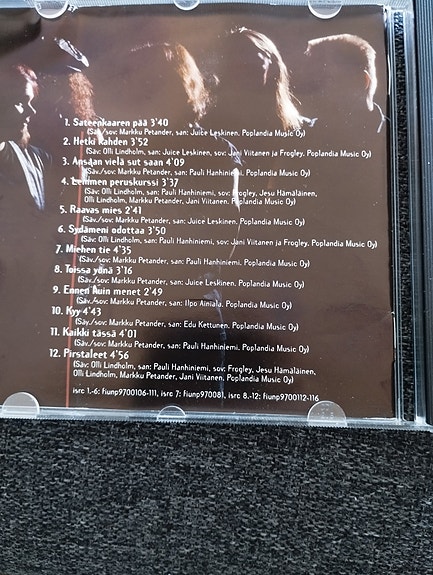 1. Sateenkaaren pää 3'40
(Säv./sov: Markku Petander, san: Juice Leskinen. Poplandia Music Oy)
2. Hetki kahden 3'52
(Säv: Olli Lindholm, san: Juice Leskinen, sov: Jani Viitanen ja Frogley. Poplandia Music Oy)
3. Ansaan vielä sut saan 4'09
(Säv./sov: Markku Petander, san: Pauli Hanhiniemi. Poplandia Music Oy)
4. Lemmen peruskurssi 3'37
(Säv: Olli Lindholm, san: Pauli Hanhiniemi, sov: Frogley, Jesu Hämäläinen,
Olli Lindholm, Markku Petander, Jani Viitanen. Poplandia Music Oy)
5. Raavas mies 2'41
(Säv./sov: Markku Petander, san: Juice Leskinen. Poplandia Music Oy)
6. Sydämeni odottaa 3'50
(Säv: Olli Lindholm, san: Pauli Hanhiniemi, sov: Jani Viitanen ja Frogley. Poplandia Music Oy)
7. Miehen tie 4'35
(Säv./sov: Markku Petander, san: Pauli Hanhiniemi. Poplandia Music Oy)
8. Toissa yönä 3'16
(Säv./sov: Markku Petander, san: Juice Leskinen. Poplandia Music Oy)
9. Ennen kuin menet 2'49
(Säv./sov: Markku Petander, san: Ilpo Ainiala. Poplandia Music Oy)
10. Kyy 4'43
(Säv./sov: Markku Petander, san: Edu Kettunen. Poplandia Music Oy)
11. Kaikki tässä 4'01
(Säv./sov: Markku Petander, san: Pauli Hanhiniemi. Poplandia Music Oy)
12. Pirstaleet 4'56
(Säv: Olli Lindholm, san: Pauli Hanhiniemi, sov: Frogley, Jesu Hämäläinen,
Olli Lindholm, Markku Petander, Jani Viitanen. Poplandia Music Oy)
isrc 1.-6: fiunp9700106-111, isrc 7: fiunp970081, isrc 8.-12: fiunp9700112-116